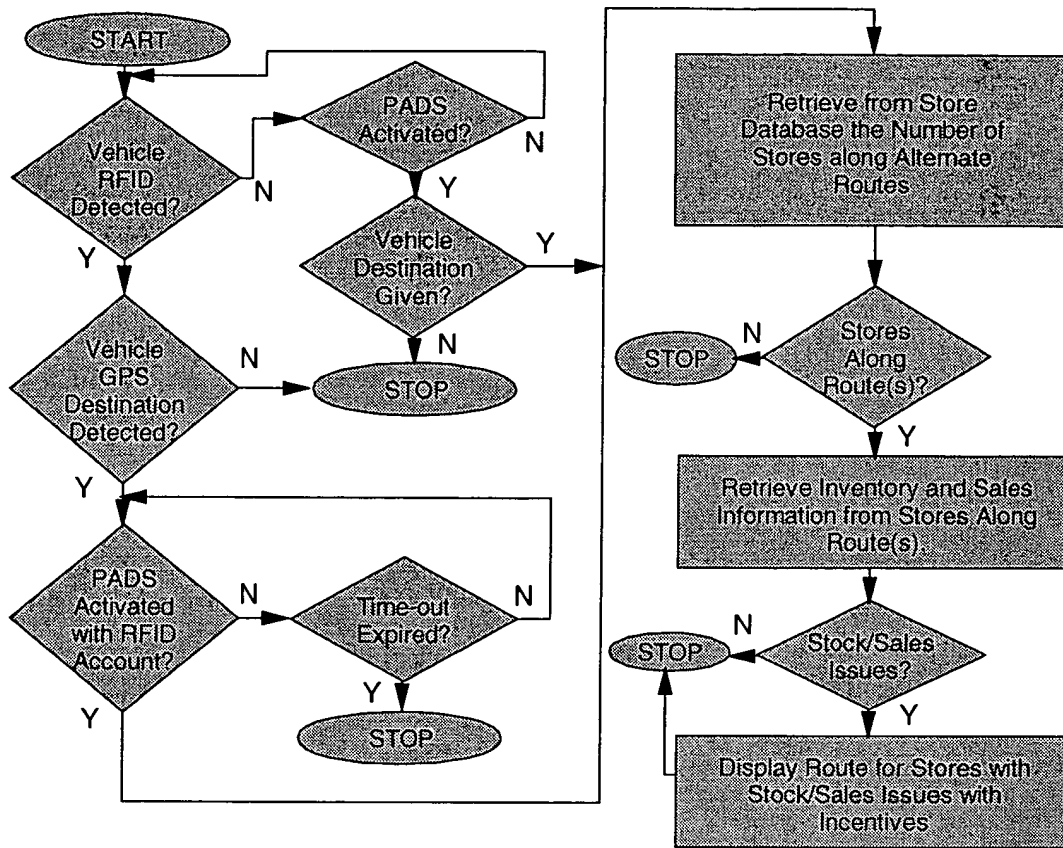 START
Vehicle
RFID
Detected?
N
Y
PADS
Activated?
N
Y
Vehicle
Destination
Given?
Y
N
STOP
Vehicle
GPS
Destination
Detected?
N
Y
PADS
Activated
with RFID
Account?
N
Y
Time-out
Expired?
N
Y
STOP
Retrieve from Store
Database the Number of
Stores along Alternate
Routes
Stores
Along
Route(s)?
N
STOP
Y
Retrieve Inventory and Sales
Information from Stores Along
Route(s).
Stock/Sales
Issues?
N
STOP
Y
Display Route for Stores with
Stock/Sales Issues with
Incentives